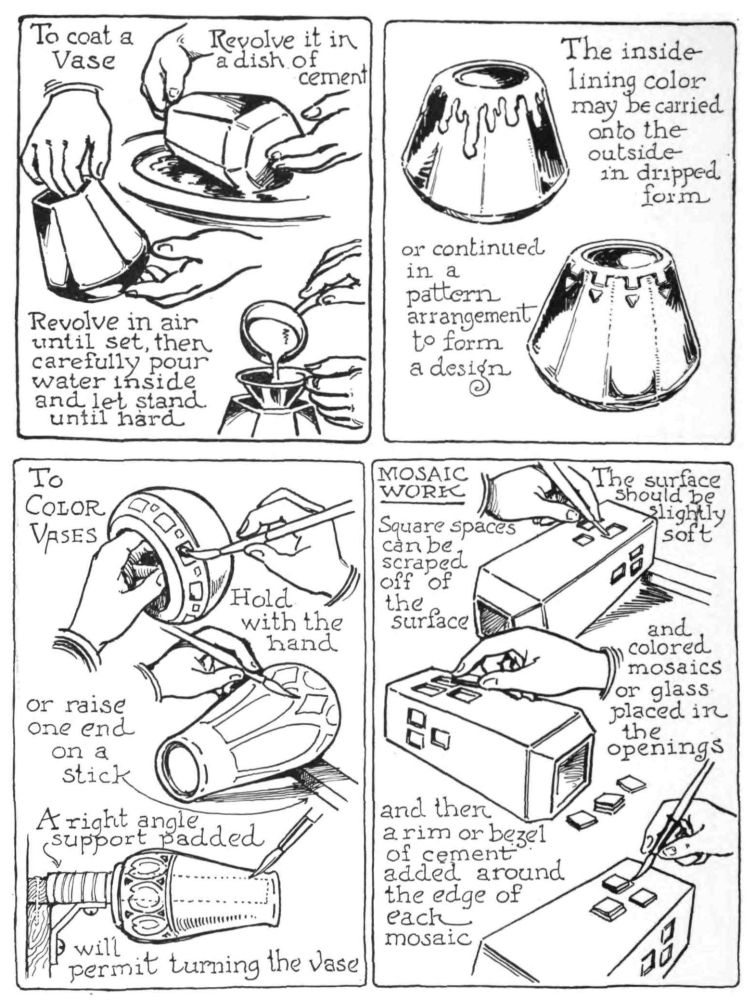 To coat a
Vase
Revolve it in
a dish of
cement
Revolve in air
until set, then
carefully pour
water inside
and let stand
until hard
The inside
lining color
may be carried
onto the
outside
in dripped
form
or continued
in a
pattern
arrangement
to form
a design
To
COLOR
VASES
Hold
with the
hand
or raise
one end
on a
stick
A right angle
support padded
will
permit turning the vase
MOSAIC
WORK
The surface
should be
slightly
soft
Square spaces
can be
scraped
off of
the
surface
and
colored
mosaics
or glass
placed in
the
openings
and then
a rim or bezel
of cement
added around
the edge of
each
mosaic